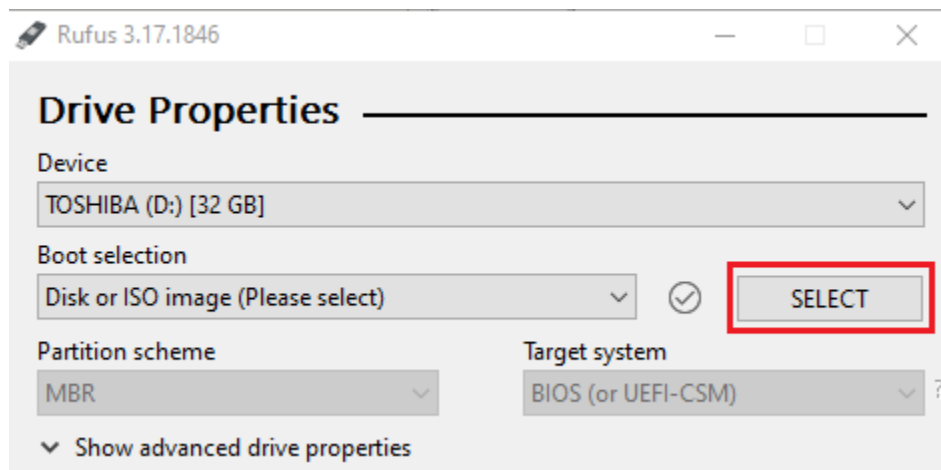 Rufus 3.17.1846
Drive Properties
Device
TOSHIBA (D:) [32 GB]
Boot selection
Disk or ISO image (Please select)
SELECT
Partition scheme
Target system
MBR
BIOS (or UEFI-CSM)
?
Show advanced drive properties